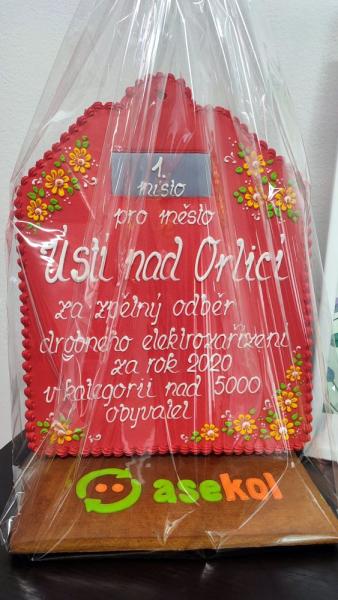 1.
místo
pro město
Ústí nad Orlicí
za zpětný odběr
drobného elektrozařízení
za rok 2020
v kategorii nad 5000
obyvatel
asekol